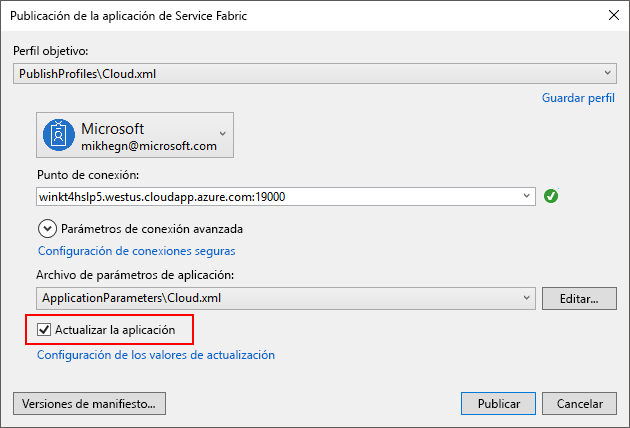 Publicación de la aplicación de Service Fabric
Perfil objetivo:
PublishProfiles\Cloud.xml
Guardar perfil
Microsoft
mikhegn@microsoft.com
Punto de conexión:
winkt4hslp5.westus.cloudapp.azure.com:19000
Parámetros de conexión avanzada
Configuración de conexiones seguras
Archivo de parámetros de aplicación:
ApplicationParameters\Cloud.xml
Editar...
Actualizar la aplicación
Configuración de los valores de actualización
Versiones de manifiesto...
Publicar
Cancelar